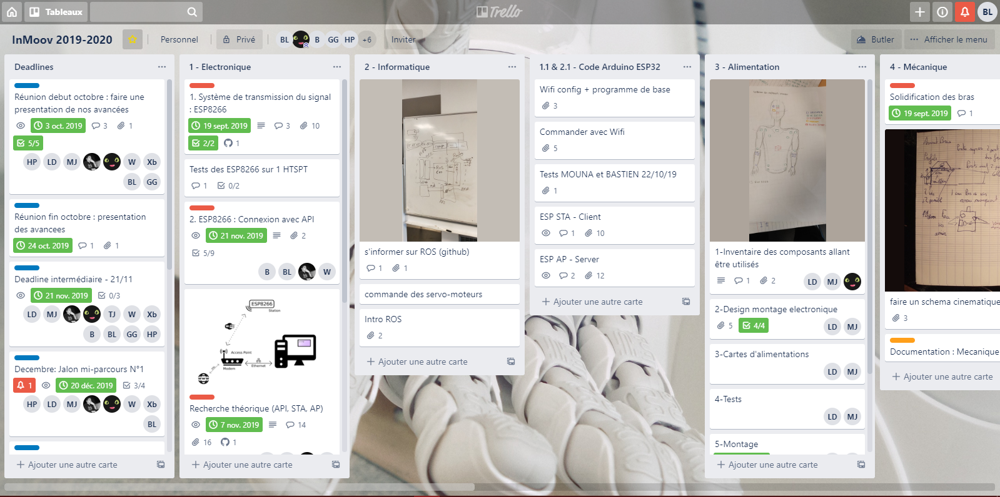 Tableaux
Trello
BL
InMoov 2019-2020
Personnel
Privé
BL
B
GG
HP
+6
Inviter
Butler
Afficher le menu
Deadlines
Réunion debut octobre : faire une
presentation de nos avancées
3 oct. 2019
3
1
5/5
HP
LD
MJ
W
Xb
BL
GG
Réunion fin octobre : presentation
des avancees
24 oct. 2019
1
1
Deadline intermédiaire - 21/11
21 nov. 2019
0/3
LD
MJ
TJ
W
Xb
B
BL
GG
HP
Decembre: Jalon mi-parcours N°1
1
20 déc. 2019
3/4
HP
LD
MJ
W
Xb
BL
Ajouter une autre carte
1 - Electronique
1. Système de transmission du signal
: ESP8266
19 sept. 2019
3
10
2/2
1
Tests des ESP8266 sur 1 HTSPT
1
0/2
2. ESP8266 : Connexion avec API
21 nov. 2019
2
5/9
B
BL
W
ESP8266
Station
Access Point
Modem
Ethernet
Recherche théorique (API, STA, AP)
7 nov. 2019
14
16
1
Ajouter une autre carte
2 - Informatique
s'informer sur ROS (github)
1
1
commande des servo-moteurs
Intro ROS
2
Ajouter une autre carte
1.1 & 2.1 - Code Arduino ESP32
Wifi config + programme de base
3
Commander avec Wifi
5
Tests MOUNA et BASTIEN 22/10/19
1
ESP STA - Client
1
10
ESP AP - Server
2
12
Ajouter une autre carte
3 - Alimentation
1-Inventaire des composants allant
être utilisés
1
2
LD
MJ
2-Design montage electronique
5
4/4
LD
MJ
3-Cartes d'alimentations
LD
MJ
4-Tests
LD
MJ
5-Montage
Ajouter une autre carte
4 - Mécanique
Solidification des bras
19 sept. 2019
1
faire un schema cinematique
3
Documentation : Mecanique
Ajouter une autre carte